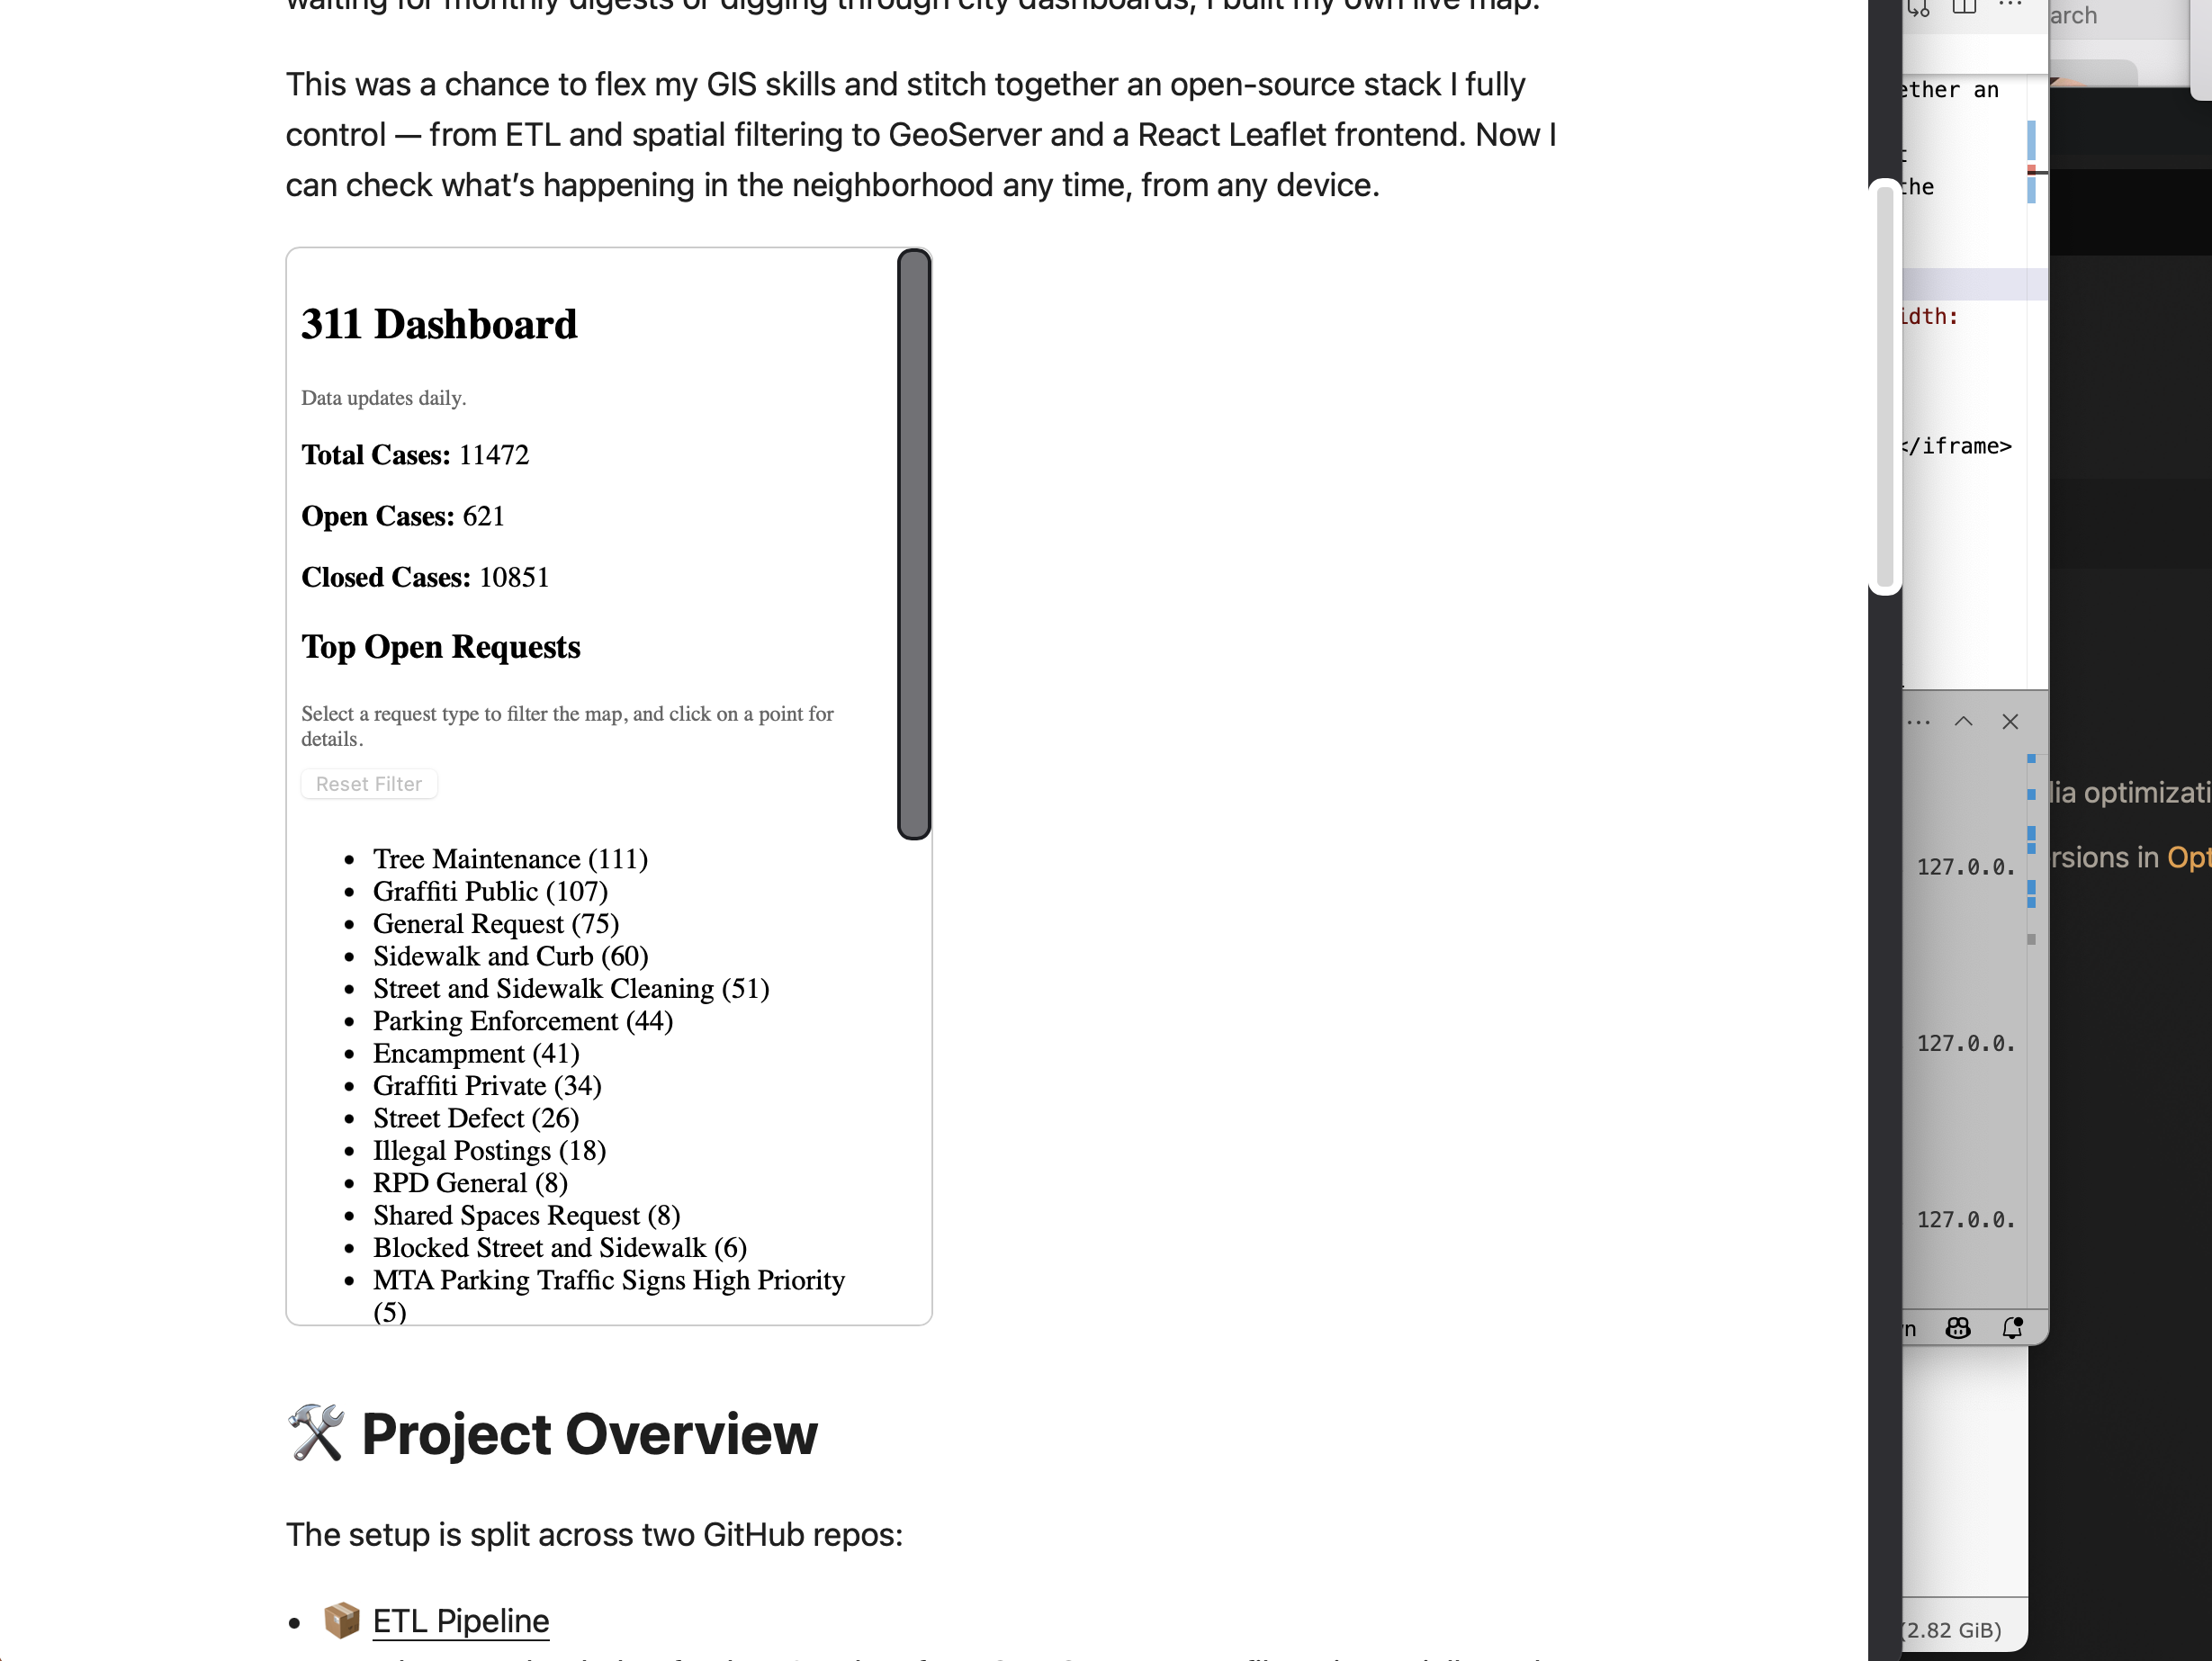 waiting for monthly digests or digging through city dashboards, I built my own live map.
This was a chance to flex my GIS skills and stitch together an open-source stack I fully
control — from ETL and spatial filtering to GeoServer and a React Leaflet frontend. Now I
can check what’s happening in the neighborhood any time, from any device.
311 Dashboard
Data updates daily.
Total Cases: 11472
Open Cases: 621
Closed Cases: 10851
Top Open Requests
Select a request type to filter the map, and click on a point for
details.
Reset Filter
• Tree Maintenance (111)
• Graffiti Public (107)
• General Request (75)
• Sidewalk and Curb (60)
• Street and Sidewalk Cleaning (51)
• Parking Enforcement (44)
• Encampment (41)
• Graffiti Private (34)
• Street Defect (26)
• Illegal Postings (18)
• RPD General (8)
• Shared Spaces Request (8)
• Blocked Street and Sidewalk (6)
• MTA Parking Traffic Signs High Priority
(5)
🛠️ Project Overview
The setup is split across two GitHub repos:
• 📦 ETL Pipeline
arch
ether an
the
idth:
</iframe>
lia optimizati
rsions in Opt
127.0.0.
127.0.0.
127.0.0.
(2.82 GiB)